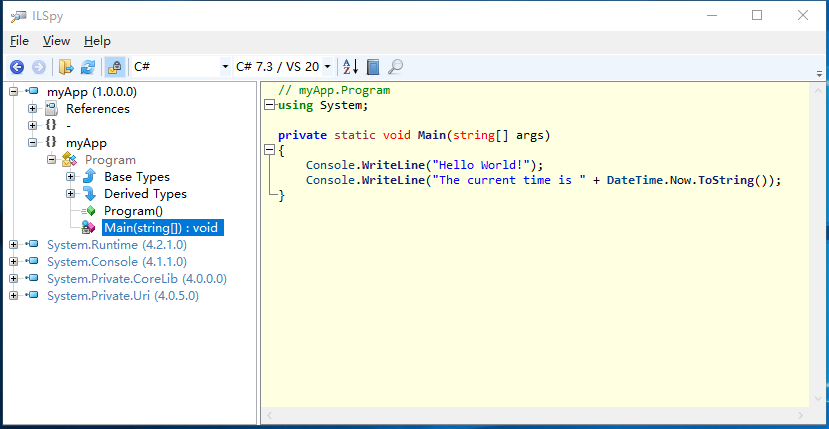 ILSpy
File View Help
C# C# 7.3 / VS 20
myApp (1.0.0.0)
References
{} -
{} myApp
Program
Base Types
Derived Types
Program()
Main(string[]) : void
System.Runtime (4.2.1.0)
System.Console (4.1.1.0)
System.Private.CoreLib (4.0.0.0)
System.Private.Uri (4.0.5.0)
// myApp.Program
using System;
private static void Main(string[] args)
{
Console.WriteLine("Hello World!");
Console.WriteLine("The current time is " + DateTime.Now.ToString());
}